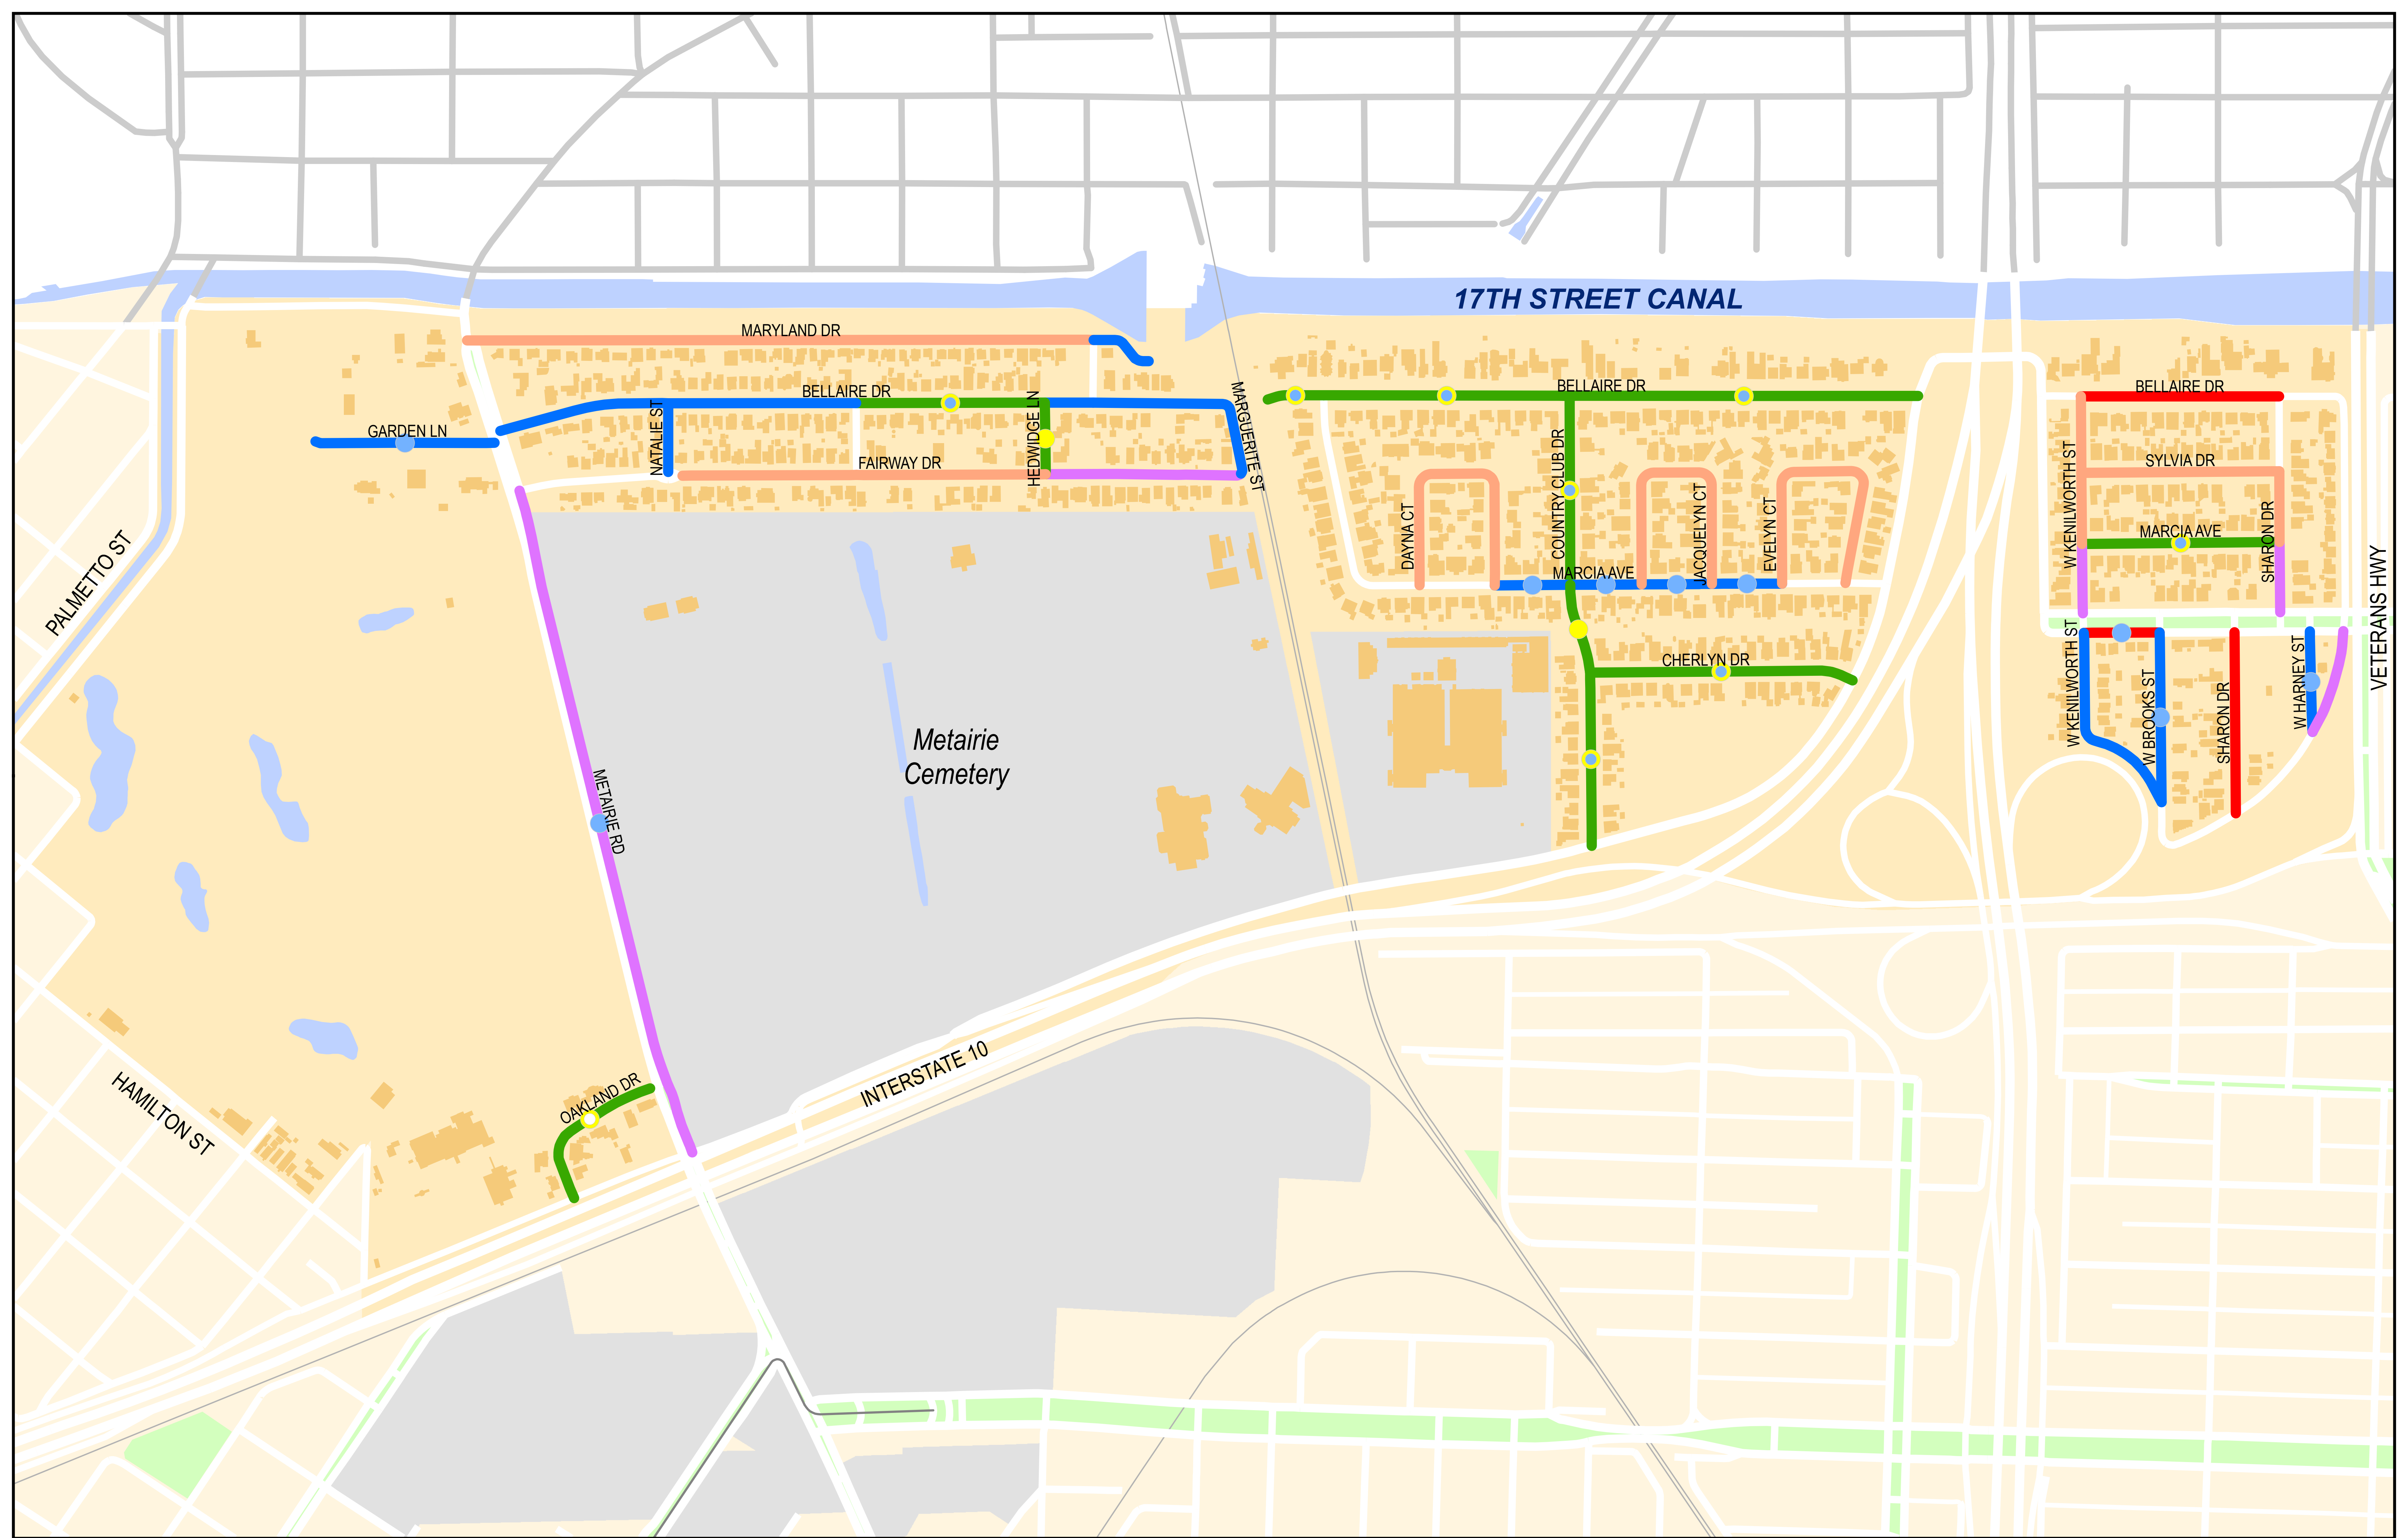 17TH STREET CANAL
MARYLAND DR
BELLAIRE DR
BELLAIRE DR
BELLAIRE DR
GARDEN LN
NATALIE ST
HEDWIDGE LN
MARGUERITE ST
FAIRWAY DR
COUNTRY CLUB DR
W KENILWORTH ST
SYLVIA DR
DAYNA CT
JACQUELYN CT
EVELYN CT
MARCIA AVE
MARCIA AVE
SHARON DR
PALMETTO ST
VETERANS HWY
CHERLYN DR
W KENILWORTH ST
W BROOKS ST
SHARON DR
W HARNEY ST
Metairie
Cemetery
METAIRIE RD
INTERSTATE 10
OAKLAND DR
HAMILTON ST